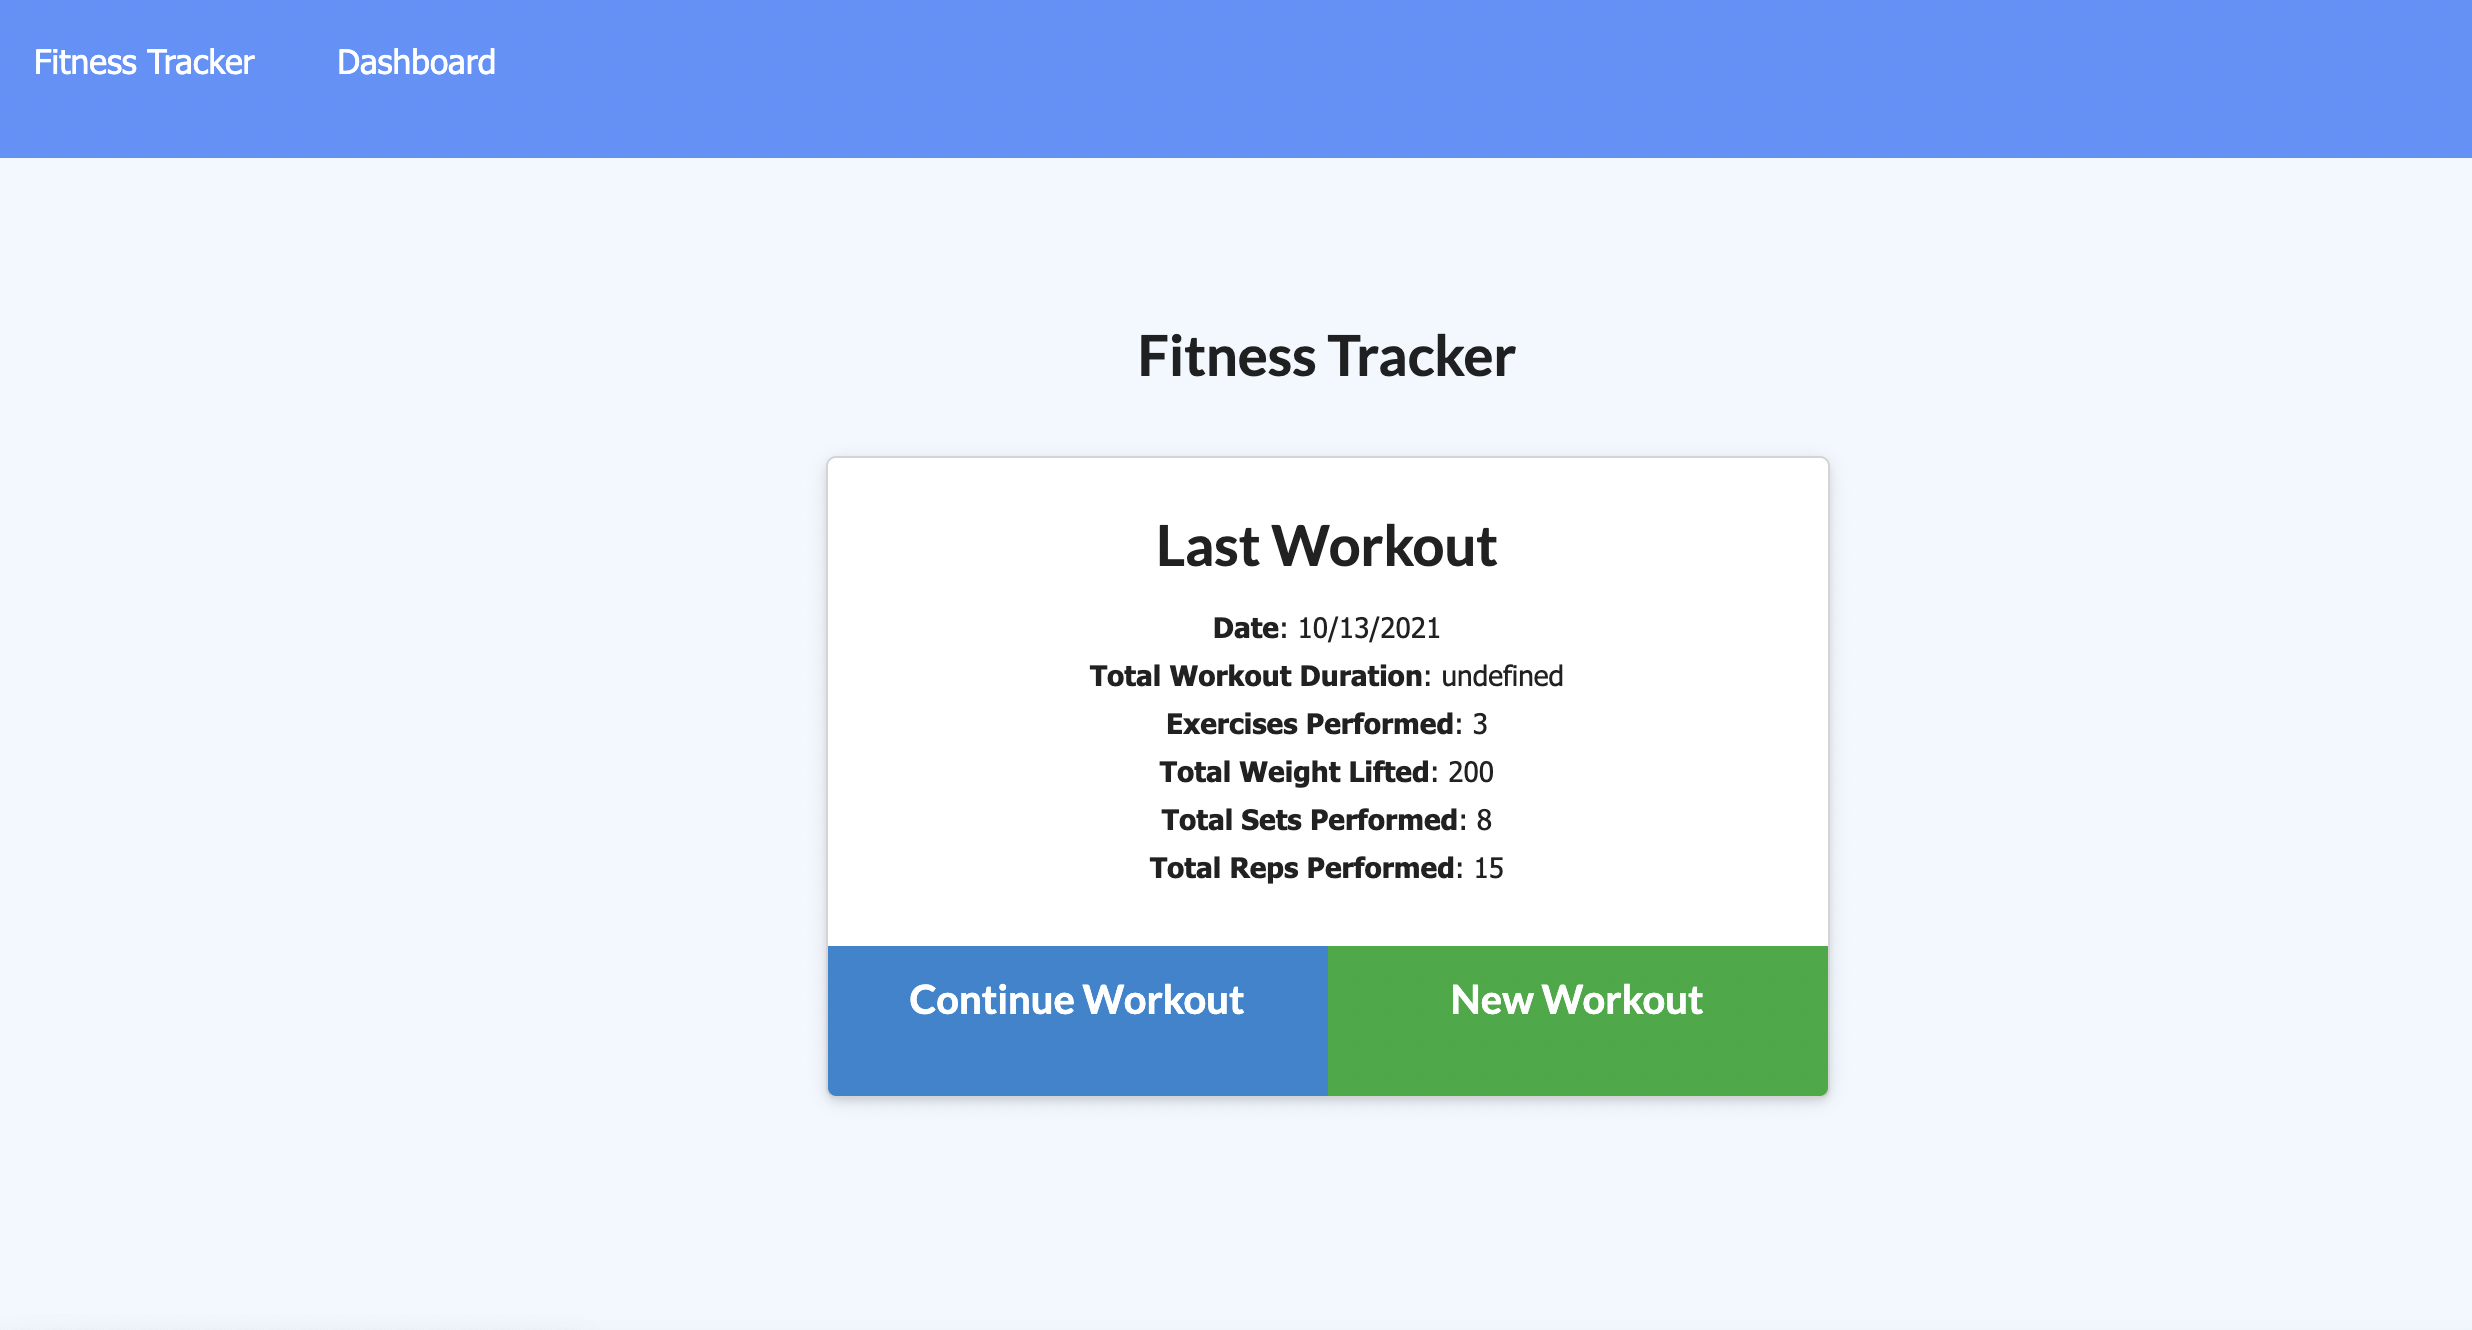 Fitness Tracker Dashboard
Fitness Tracker
Last Workout
Date: 10/13/2021
Total Workout Duration: undefined
Exercises Performed: 3
Total Weight Lifted: 200
Total Sets Performed: 8
Total Reps Performed: 15
Continue Workout New Workout